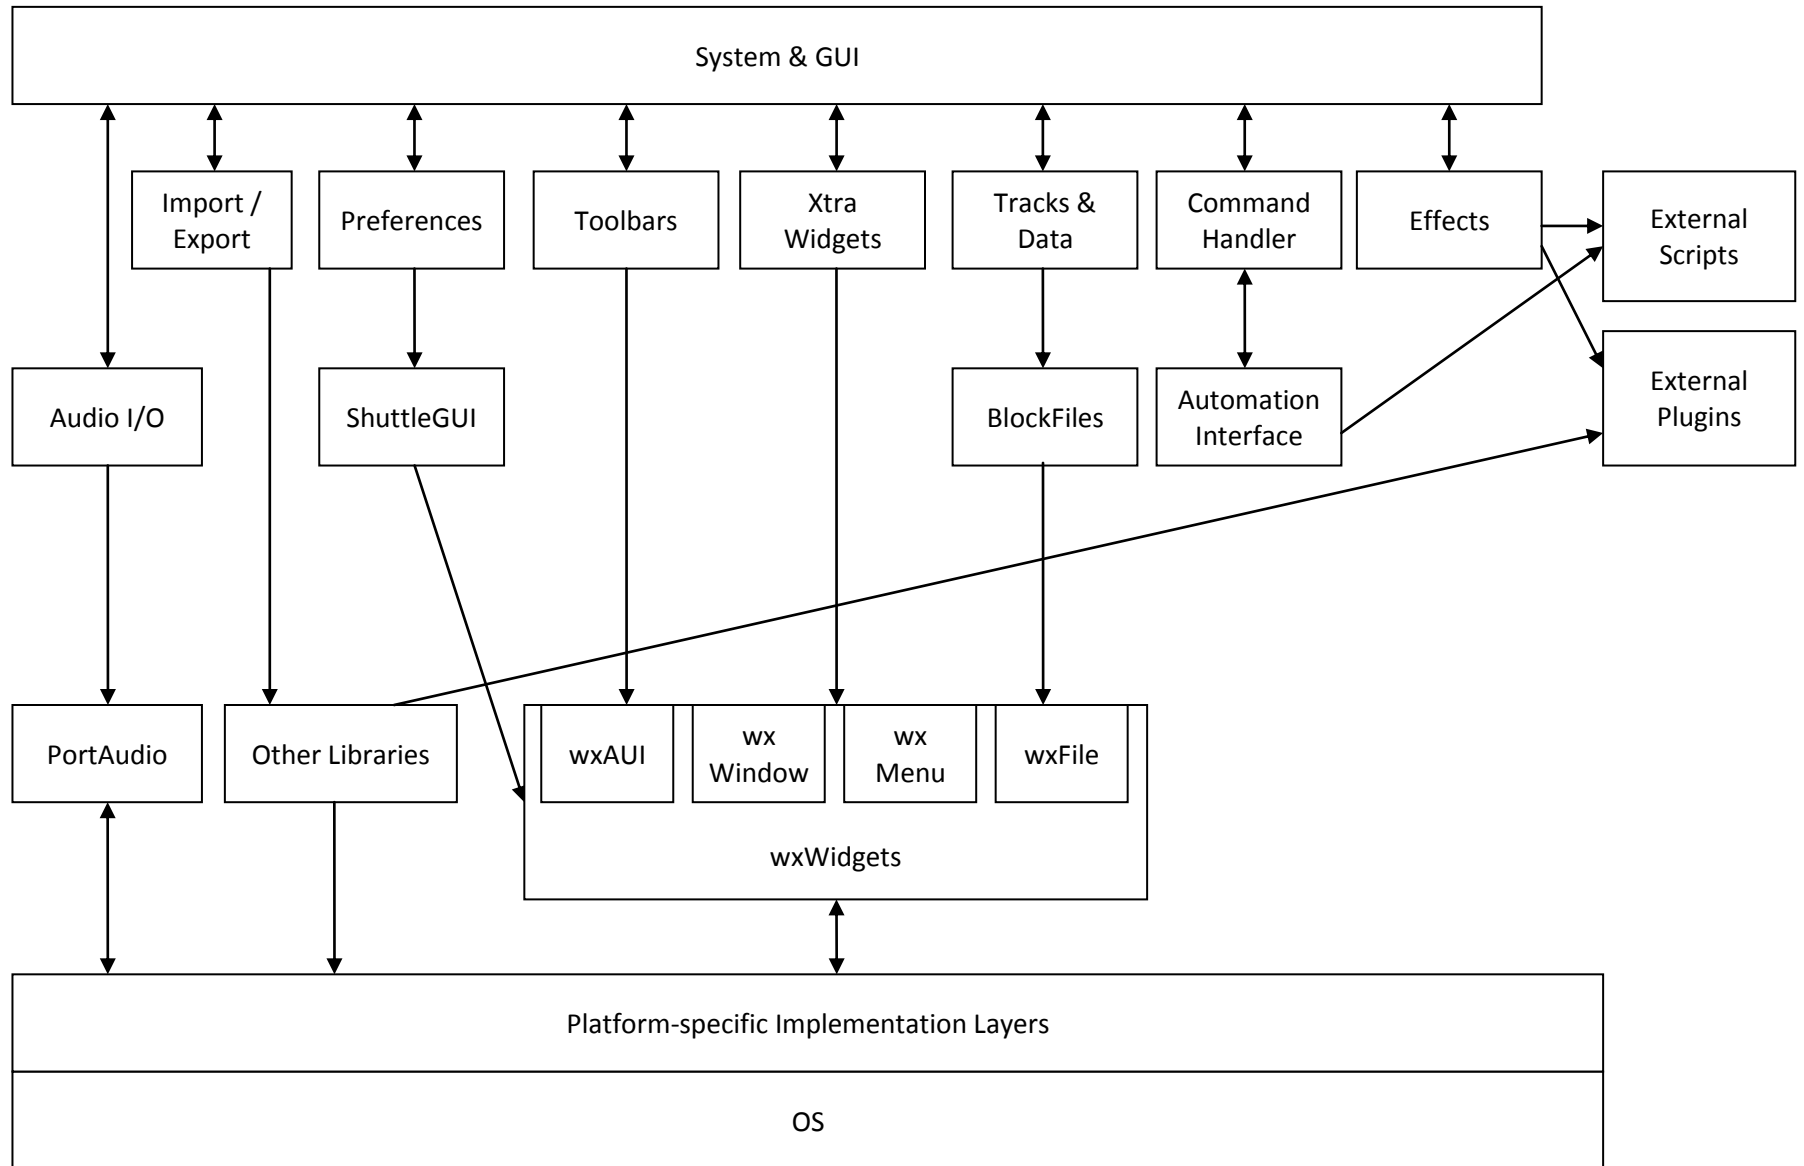 System & GUI
Import /
Export
Preferences
Toolbars
Xtra
Widgets
Tracks &
Data
Command
Handler
Effects
External
Scripts
Audio I/O
ShuttleGUI
BlockFiles
Automation
Interface
External
Plugins
PortAudio
Other Libraries
wxAUI
wx
Window
wx
Menu
wxFile
wxWidgets
Platform-specific Implementation Layers
OS